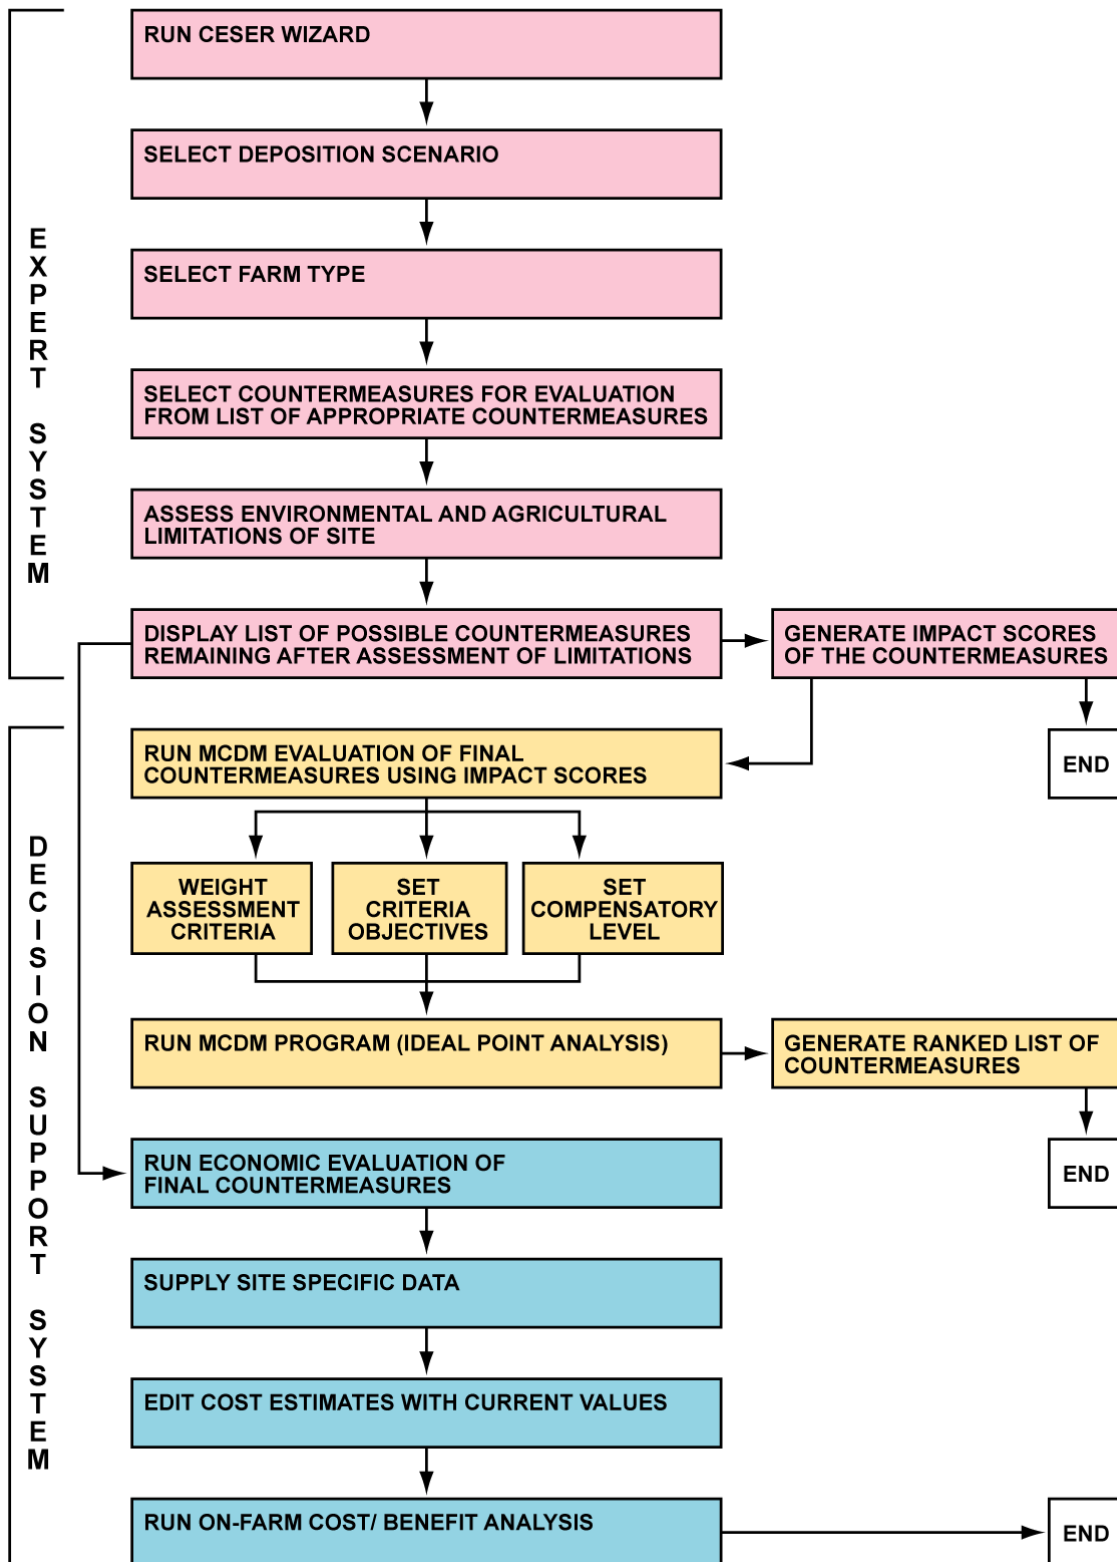 RUN CESER WIZARD
SELECT DEPOSITION SCENARIO
SELECT FARM TYPE
SELECT COUNTERMEASURES FOR EVALUATION
FROM LIST OF APPROPRIATE COUNTERMEASURES
ASSESS ENVIRONMENTAL AND AGRICULTURAL
LIMITATIONS OF SITE
DISPLAY LIST OF POSSIBLE COUNTERMEASURES
REMAINING AFTER ASSESSMENT OF LIMITATIONS
GENERATE IMPACT SCORES
OF THE COUNTERMEASURES
END
EXPERT SYSTEM
RUN MCDM EVALUATION OF FINAL
COUNTERMEASURES USING IMPACT SCORES
WEIGHT
ASSESSMENT
CRITERIA
SET
CRITERIA
OBJECTIVES
SET
COMPENSATORY
LEVEL
RUN MCDM PROGRAM (IDEAL POINT ANALYSIS)
GENERATE RANKED LIST OF
COUNTERMEASURES
END
RUN ECONOMIC EVALUATION OF
FINAL COUNTERMEASURES
SUPPLY SITE SPECIFIC DATA
EDIT COST ESTIMATES WITH CURRENT VALUES
RUN ON-FARM COST/ BENEFIT ANALYSIS
END
DECISION SUPPORT SYSTEM